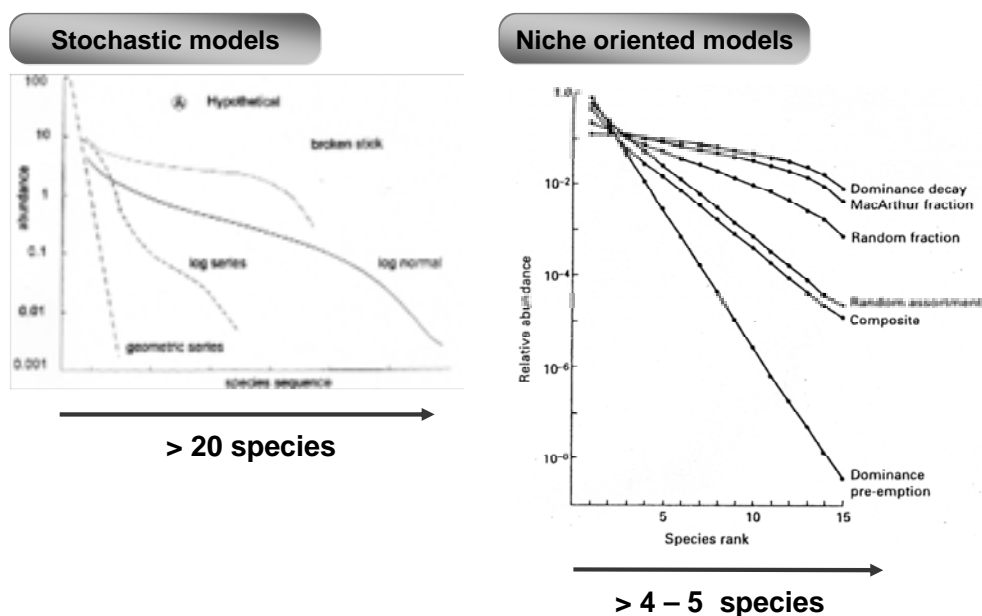 Stochastic models
100
10
1
0.1
0.01
0.001
abundance
A Hypothetical
broken stick
log series
log normal
geometric series
species sequence
> 20 species
Niche oriented models
1.0
10-2
10-4
10-6
Relative abundance
Dominance decay
MacArthur fraction
Random fraction
Random assortment
Composite
Dominance
pre-emption
5
10
15
Species rank
> 4 – 5 species